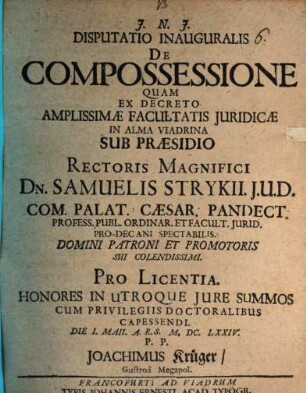 J. N. J.
DISPUTATIO INAUGURALIS 6.
DE
COMPOSSESSIONE
QUAM
EX DECRETO
AMPLISSIMÆ FACULTATIS JURIDICÆ
IN ALMA VIADRINA
SUB PRÆSIDIO
RECTORIS MAGNIFICI
DN. SAMUELIS STRYKII. J.U.D.
COM. PALAT. CÆSAR. PANDECT.
PROFESS. PUBL. ORDINAR. ET FACULT. JURID.
PRO-DECANI SPECTABILIS.
DOMINI PATRONI ET PROMOTORIS
SUI COLENDISSIMI.
PRO LICENTIA.
HONORES IN UTROQUE JURE SUMMOS
CUM PRIVILEGIIS DOCTORALIBUS
CAPESSENDI.
DIE I. MAII. A. R. S. M. DC. LXXIV.
P. P.
JOACHIMUS Krüger/
Gustroâ Megapol.
FRANCOFURTI AD VIADRUM
TYPIS JOHANNIS ERNESTI, ACAD. TYPOGR.